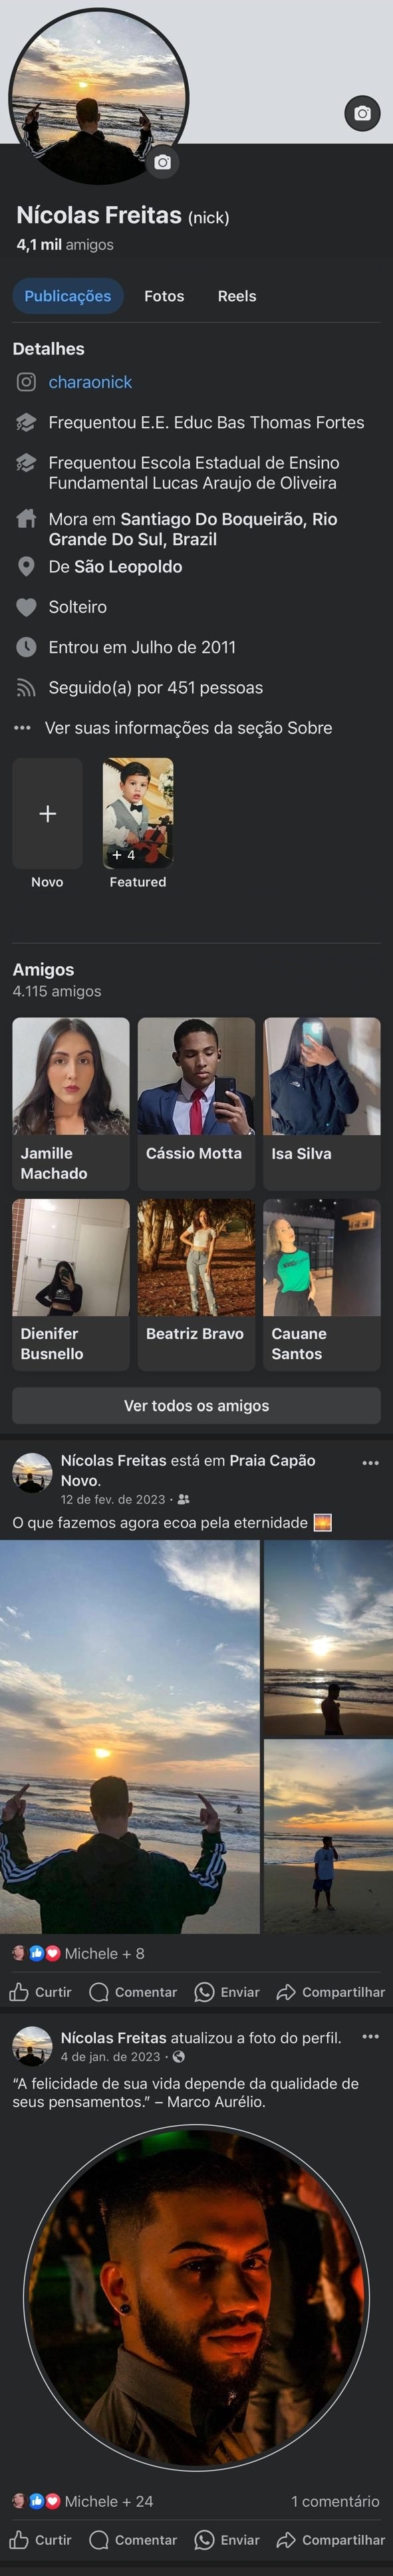 Nícolas Freitas (nick)
4,1 mil amigos
Publicações
Fotos
Reels
Detalhes
charaonick
Frequentou E.E. Educ Bas Thomas Fortes
Frequentou Escola Estadual de Ensino
Fundamental Lucas Araujo de Oliveira
Mora em Santiago Do Boqueirão, Rio
Grande Do Sul, Brazil
De São Leopoldo
Solteiro
Entrou em Julho de 2011
Seguido(a) por 451 pessoas
Ver suas informações da seção Sobre
+ 4
Novo
Featured
Amigos
4.115 amigos
Jamille
Machado
Cássio Motta
Isa Silva
Dienifer
Busnello
Beatriz Bravo
Cauane
Santos
Ver todos os amigos
Nícolas Freitas está em Praia Capão
Novo.
12 de fev. de 2023 ·
O que fazemos agora ecoa pela eternidade 🌅
Michele + 8
Curtir
Comentar
Enviar
Compartilhar
Nícolas Freitas atualizou a foto do perfil.
4 de jan. de 2023 ·
“A felicidade de sua vida depende da qualidade de
seus pensamentos.” – Marco Aurélio.
Michele + 24
1 comentário
Curtir
Comentar
Enviar
Compartilhar